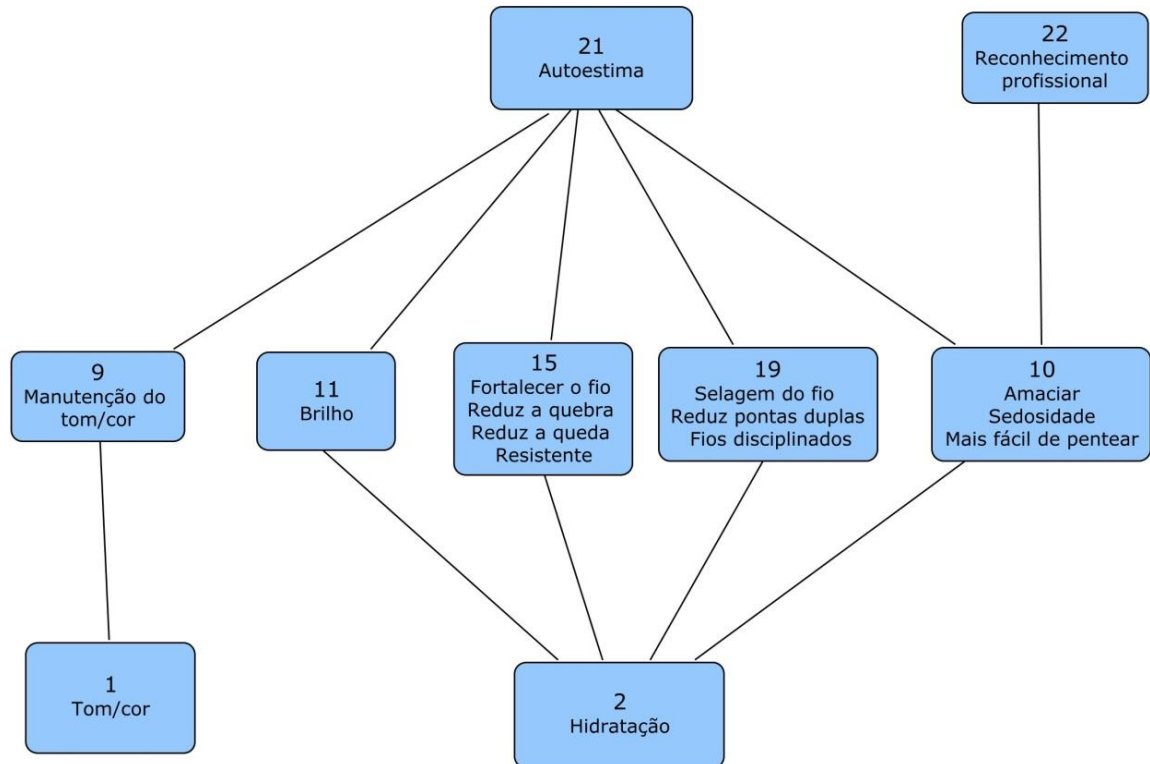 21
Autoestima
22
Reconhecimento
profissional
9
Manutenção do
tom/cor
11
Brilho
15
Fortalecer o fio
Reduz a quebra
Reduz a queda
Resistente
19
Selagem do fio
Reduz pontas duplas
Fios disciplinados
10
Amaciar
Sedosidade
Mais fácil de pentear
1
Tom/cor
2
Hidratação